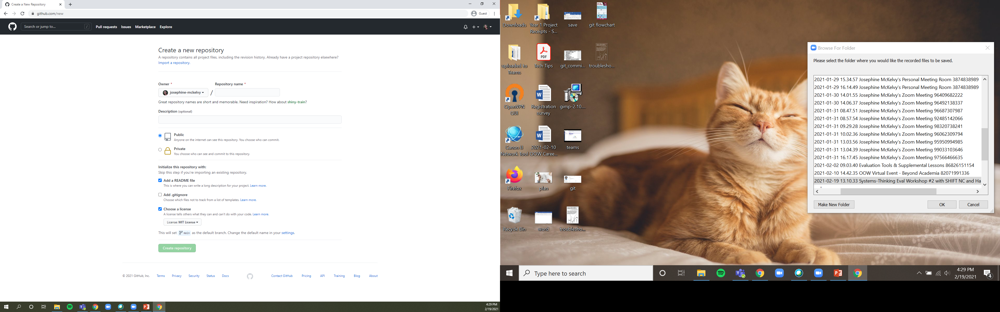 Create a New Repository
github.com/new
Guest
Search or jump to...
/
Pull requests
Issues
Marketplace
Explore
Create a new repository
A repository contains all project files, including the revision history. Already have a project repository elsewhere?
Import a repository.
Owner *
Repository name *
josephine-mckelvy
/
Great repository names are short and memorable. Need inspiration? How about shiny-train?
Description (optional)
Public
Anyone on the internet can see this repository. You choose who can commit.
Private
You choose who can see and commit to this repository.
Initialize this repository with:
Skip this step if you're importing an existing repository.
Add a README file
This is where you can write a long description for your project. Learn more.
Add .gitignore
Choose which files not to track from a list of templates. Learn more.
Choose a license
A license tells others what they can and can't do with your code. Learn more.
License: MIT License
This will set main as the default branch. Change the default name in your settings.
Create repository
© 2021 GitHub, Inc.
Terms
Privacy
Security
Status
Docs
Contact GitHub
Pricing
API
Training
Blog
About
4:29 PM
2/19/2021
Downloads
Year 1 Project
Receipts - S...
save
git flowchart
uploaded to
Teams
PDF
Tech Tips
git_commi...
troublesho...
OpenVPN
GUI
Registration
survey
gimp-2.10....
Canon IJ
Network Tool
2021-02-10
OOW Caree...
teams
Firefox
plan
git
Recycle Bin
word
troublesho...
Browse For Folder
Please select the folder where you would like the recorded files to be saved.
2021-01-29 15.34.57 Josephine McKelvy's Personal Meeting Room 3874838989
2021-01-29 16.14.49 Josephine McKelvy's Personal Meeting Room 3874838989
2021-01-30 14.01.55 Josephine McKelvy's Zoom Meeting 96409682222
2021-01-30 14.06.37 Josephine McKelvy's Zoom Meeting 96492138337
2021-01-31 08.47.51 Josephine McKelvy's Zoom Meeting 96687307987
2021-01-31 08.57.54 Josephine McKelvy's Zoom Meeting 92485142066
2021-01-31 09.29.28 Josephine McKelvy's Zoom Meeting 98320738241
2021-01-31 10.02.36 Josephine McKelvy's Zoom Meeting 96062309794
2021-01-31 13.03.56 Josephine McKelvy's Zoom Meeting 95950994985
2021-01-31 13.04.39 Josephine McKelvy's Zoom Meeting 99033103646
2021-01-31 16.17.45 Josephine McKelvy's Zoom Meeting 97566466635
2021-02-02 09.03.40 Evaluation Tools & Supplemental Lessons 86826151154
2021-02-10 14.42.35 OOW Virtual Event - Beyond Academia 82071991336
2021-02-19 13.10.33 Systems-Thinking Eval Workshop #2 with SHIFT NC and Ha
Make New Folder
OK
Cancel
Type here to search
4:29 PM
2/19/2021
4